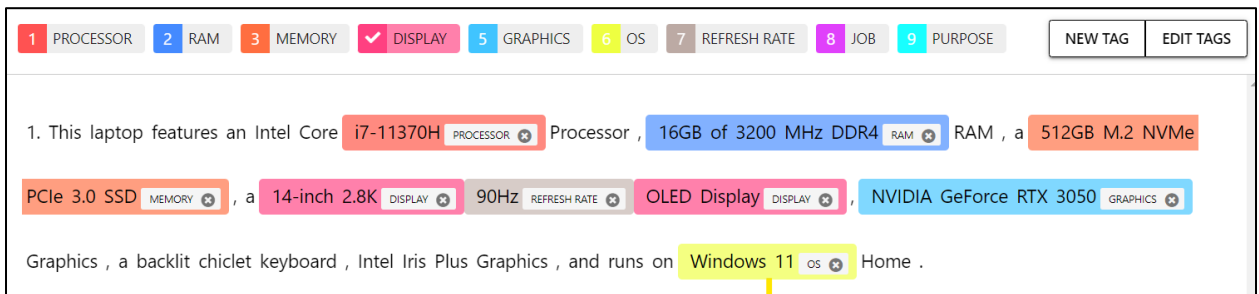 1 PROCESSOR 2 RAM 3 MEMORY DISPLAY 5 GRAPHICS 6 OS 7 REFRESH RATE 8 JOB 9 PURPOSE NEW TAG EDIT TAGS
1. This laptop features an Intel Core i7-11370H PROCESSOR Processor , 16GB of 3200 MHz DDR4 RAM RAM , a 512GB M.2 NVMe
PCIe 3.0 SSD MEMORY , a 14-inch 2.8K DISPLAY 90Hz REFRESH RATE OLED Display DISPLAY , NVIDIA GeForce RTX 3050 GRAPHICS
Graphics , a backlit chiclet keyboard , Intel Iris Plus Graphics , and runs on Windows 11 OS Home .